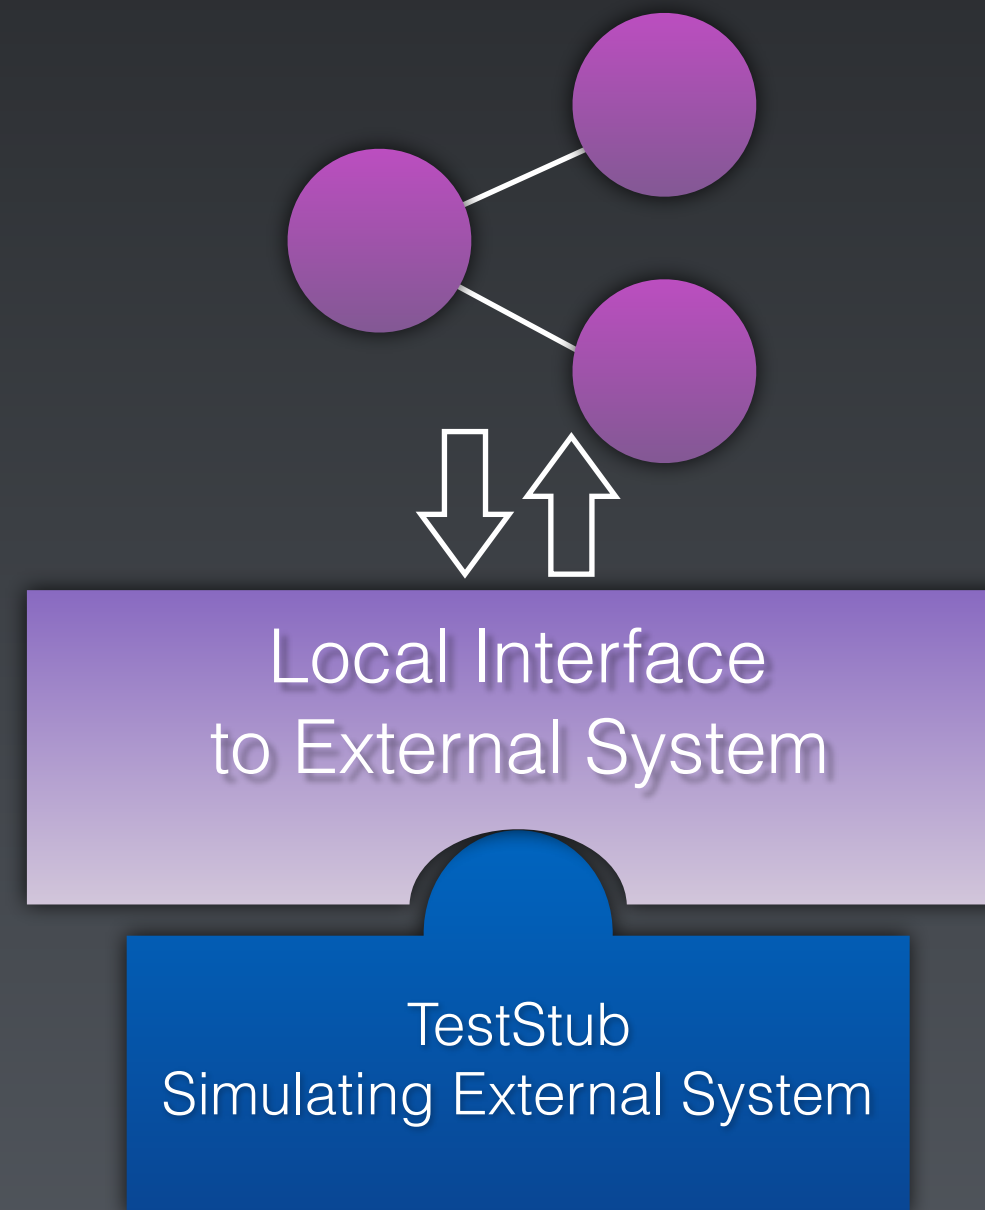 Local Interface
to External System
TestStub
Simulating External System